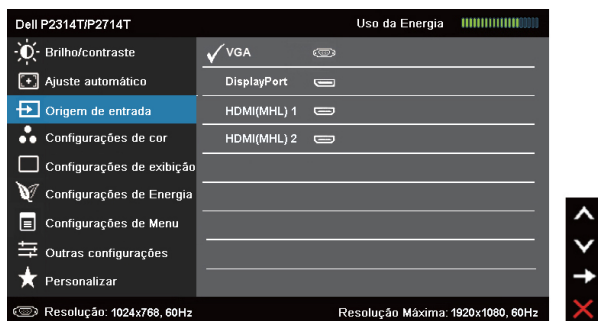 Dell P2314T/P2714T
Uso da Energia
Brilho/contraste
VGA
Ajuste automático
DisplayPort
Origem de entrada
HDMI(MHL) 1
Configurações de cor
HDMI(MHL) 2
Configurações de exibição
Configurações de Energia
Configurações de Menu
Outras configurações
Personalizar
Resolução: 1024x768, 60Hz
Resolução Máxima: 1920x1080, 60Hz